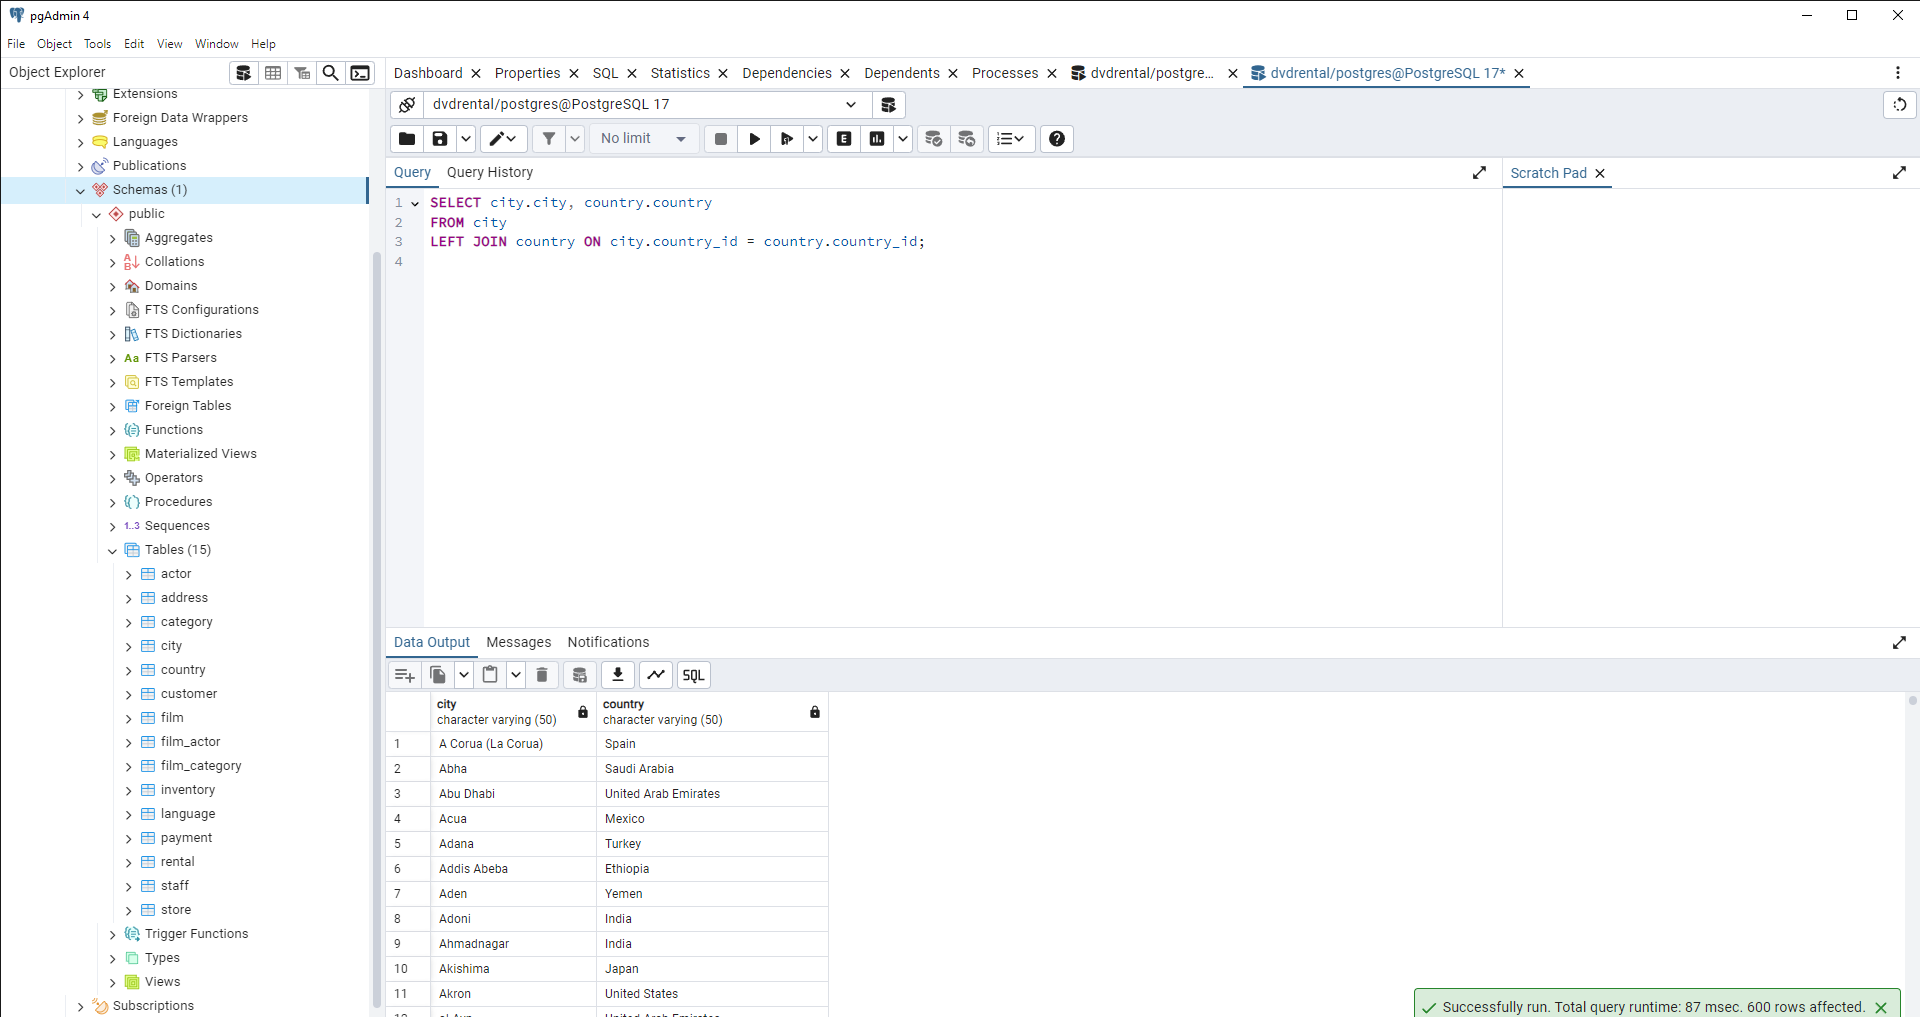 pgAdmin 4
File Object Tools Edit View Window Help
Object Explorer
Dashboard Properties SQL Statistics Dependencies Dependents Processes dvdrental/postgre... dvdrental/postgres@PostgreSQL 17*
Extensions
Foreign Data Wrappers
Languages
Publications
Schemas (1)
public
Aggregates
Collations
Domains
FTS Configurations
FTS Dictionaries
Aa FTS Parsers
FTS Templates
Foreign Tables
Functions
Materialized Views
Operators
Procedures
1..3 Sequences
Tables (15)
actor
address
category
city
country
customer
film
film_actor
film_category
inventory
language
payment
rental
staff
store
Trigger Functions
Types
Views
Subscriptions
dvdrental/postgres@PostgreSQL 17
No limit E
Query Query History
Scratch Pad
1 SELECT city.city, country.country
2 FROM city
3 LEFT JOIN country ON city.country_id = country.country_id;
4
Data Output Messages Notifications
SQL
city country
character varying (50) character varying (50)
1 A Corua (La Corua) Spain
2 Abha Saudi Arabia
3 Abu Dhabi United Arab Emirates
4 Acua Mexico
5 Adana Turkey
6 Addis Abeba Ethiopia
7 Aden Yemen
8 Adoni India
9 Ahmadnagar India
10 Akishima Japan
11 Akron United States
Successfully run. Total query runtime: 87 msec. 600 rows affected.